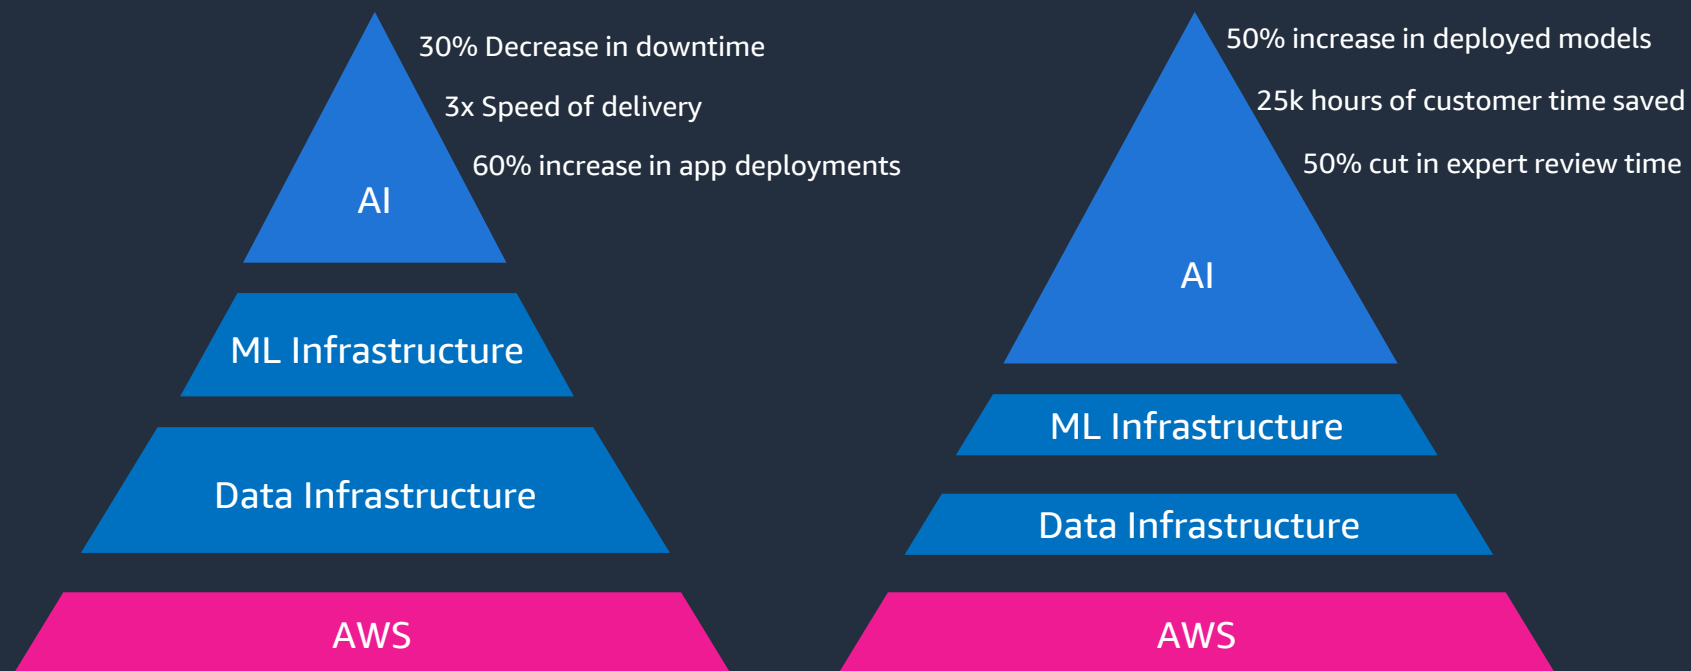 30% Decrease in downtime
3x Speed of delivery
60% increase in app deployments
AI
ML Infrastructure
Data Infrastructure
AWS
50% increase in deployed models
25k hours of customer time saved
50% cut in expert review time
AI
ML Infrastructure
Data Infrastructure
AWS